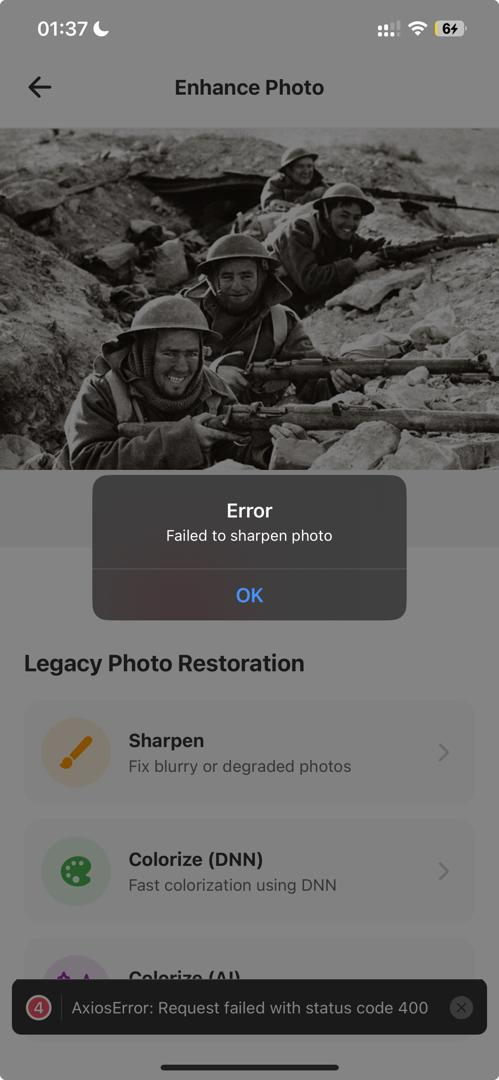 01:37
6
Enhance Photo
Error
Failed to sharpen photo
OK
Legacy Photo Restoration
Sharpen
Fix blurry or degraded photos
Colorize (DNN)
Fast colorization using DNN
Colorize (AI)
4
AxiosError: Request failed with status code 400